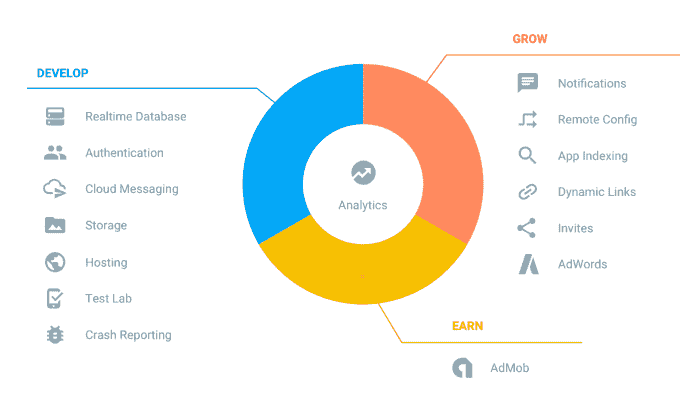 DEVELOP
Realtime Database
Authentication
Cloud Messaging
Storage
Hosting
Test Lab
Crash Reporting
Analytics
GROW
Notifications
Remote Config
App Indexing
Dynamic Links
Invites
AdWords
EARN
AdMob